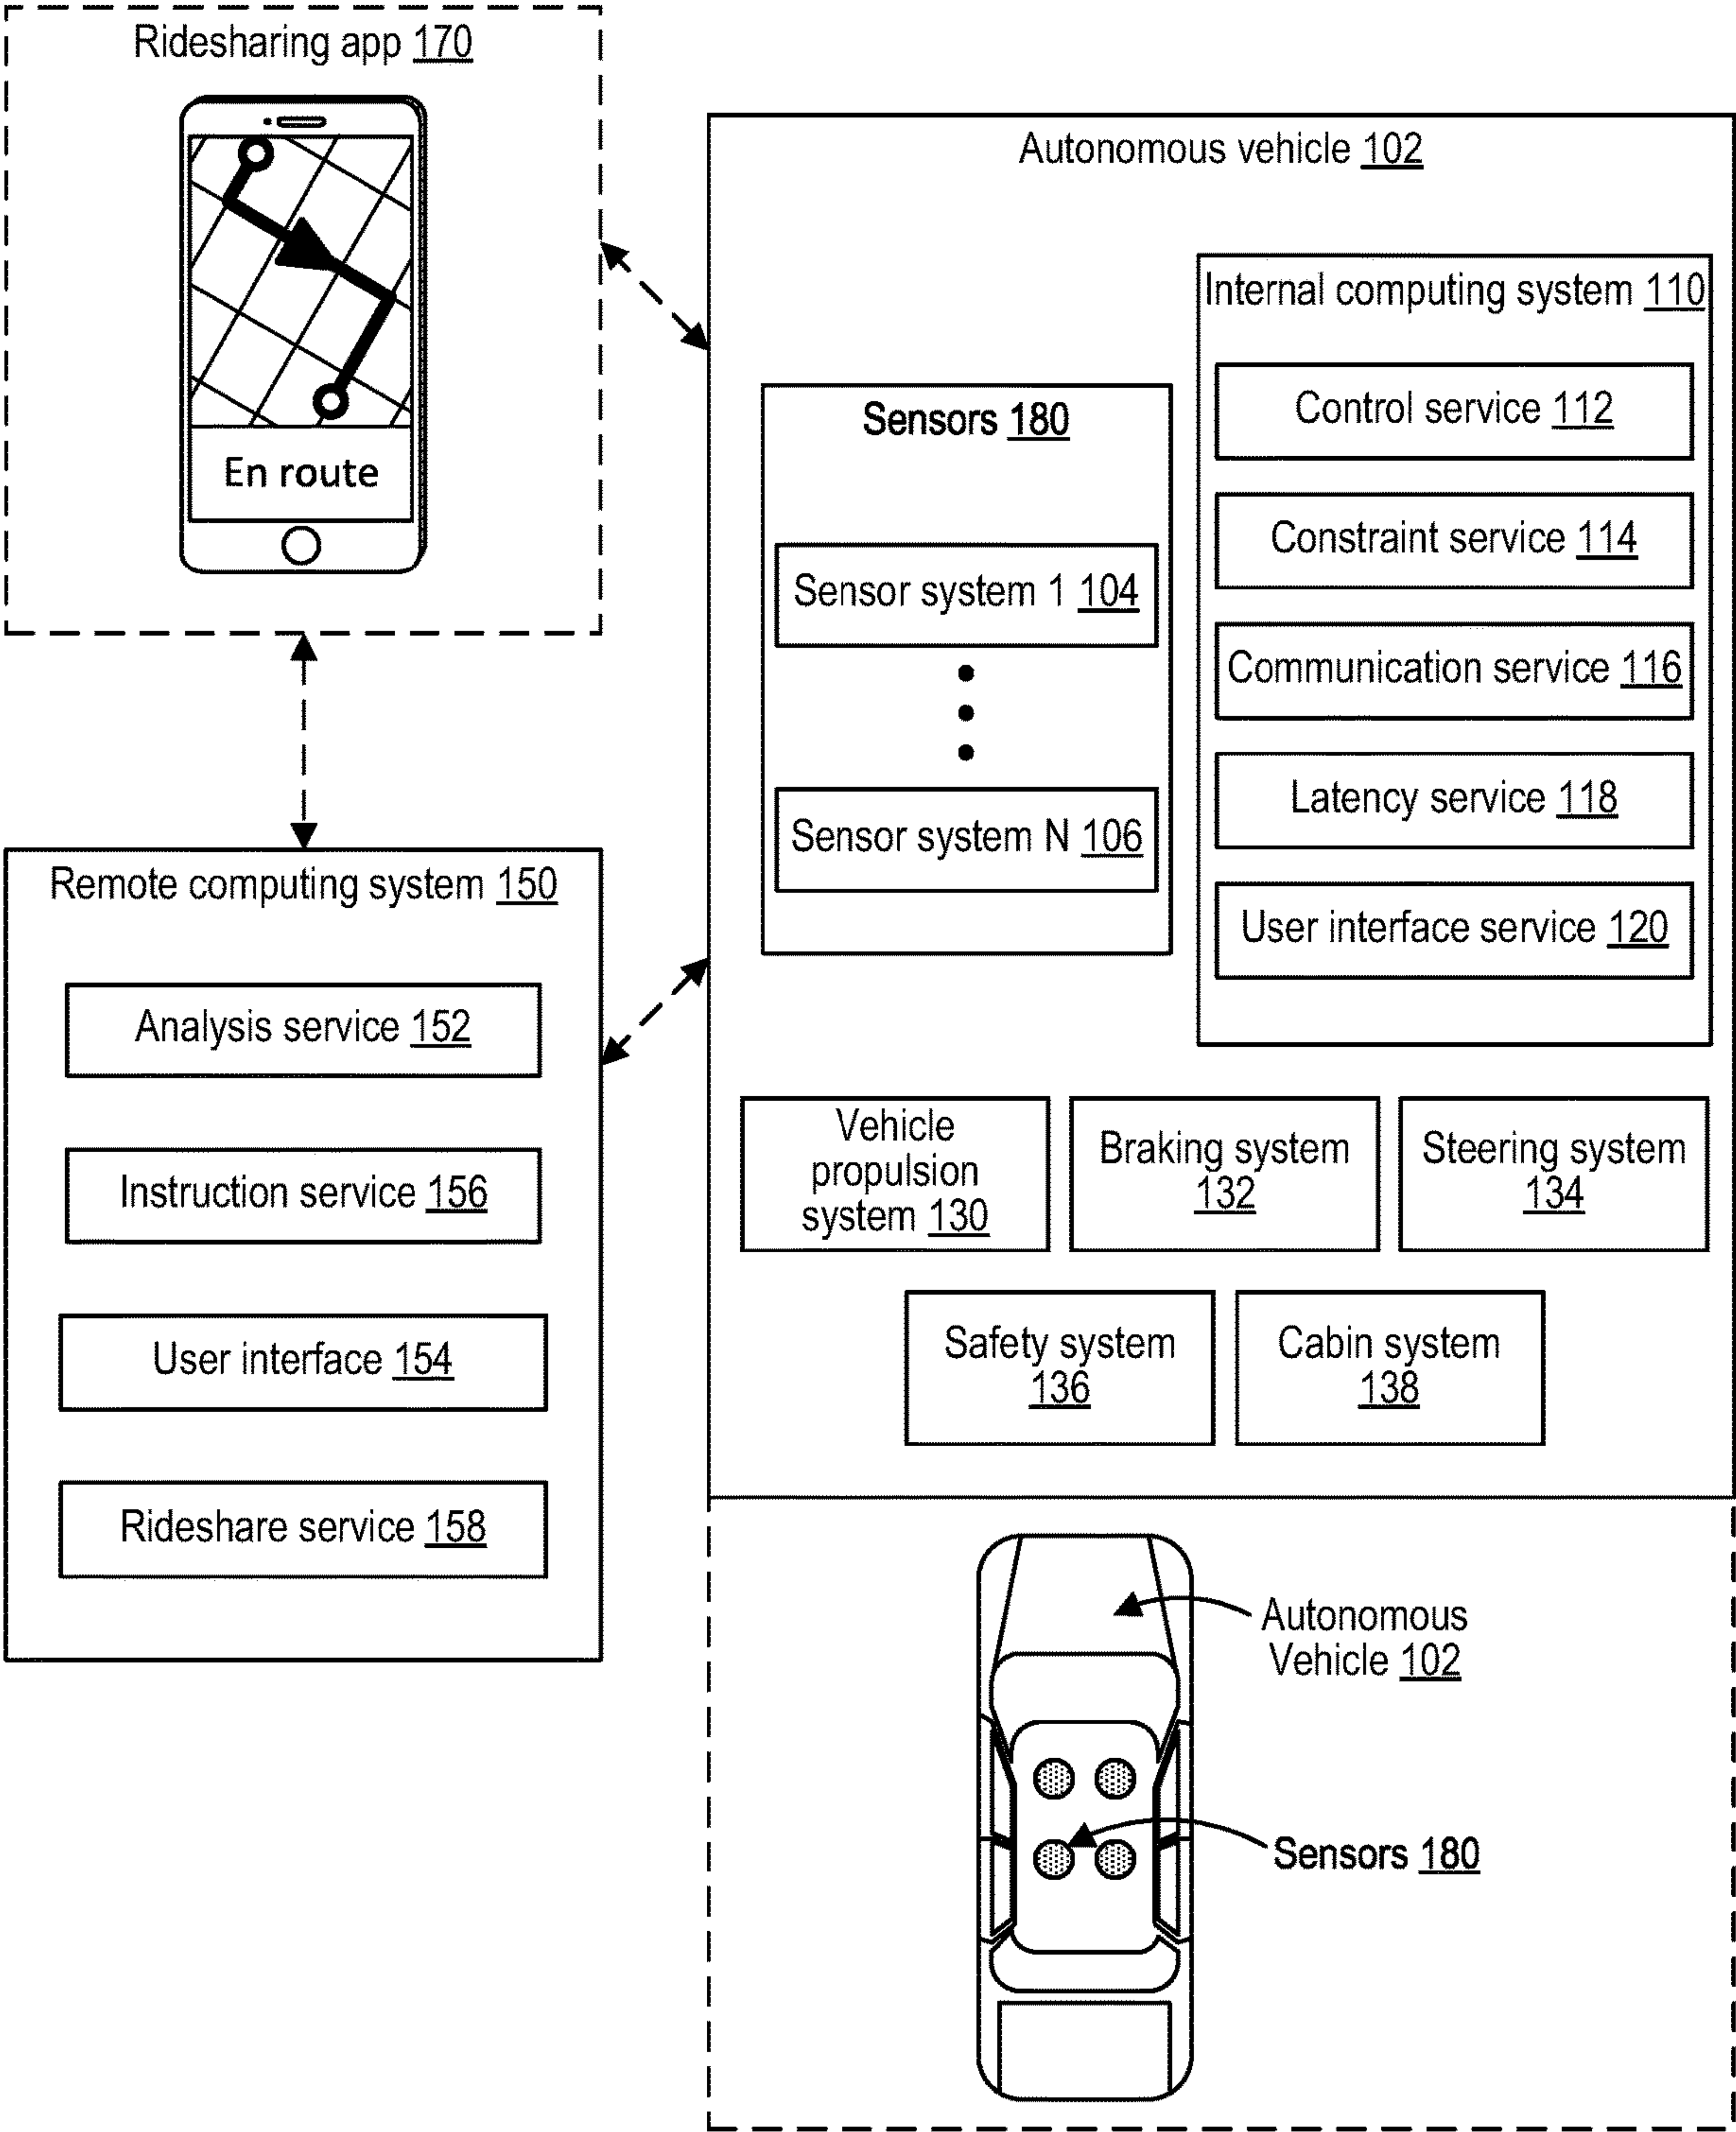 Ridesharing app 170
En route
Autonomous vehicle 102
Internal computing system 110
Control service 112
Constraint service 114
Communication service 116
Latency service 118
User interface service 120
Sensors 180
Sensor system 1 104
Sensor system N 106
Remote computing system 150
Analysis service 152
Instruction service 156
User interface 154
Rideshare service 158
Vehicle
propulsion
system 130
Braking system
132
Steering system
134
Safety system
136
Cabin system
138
Autonomous
Vehicle 102
Sensors 180